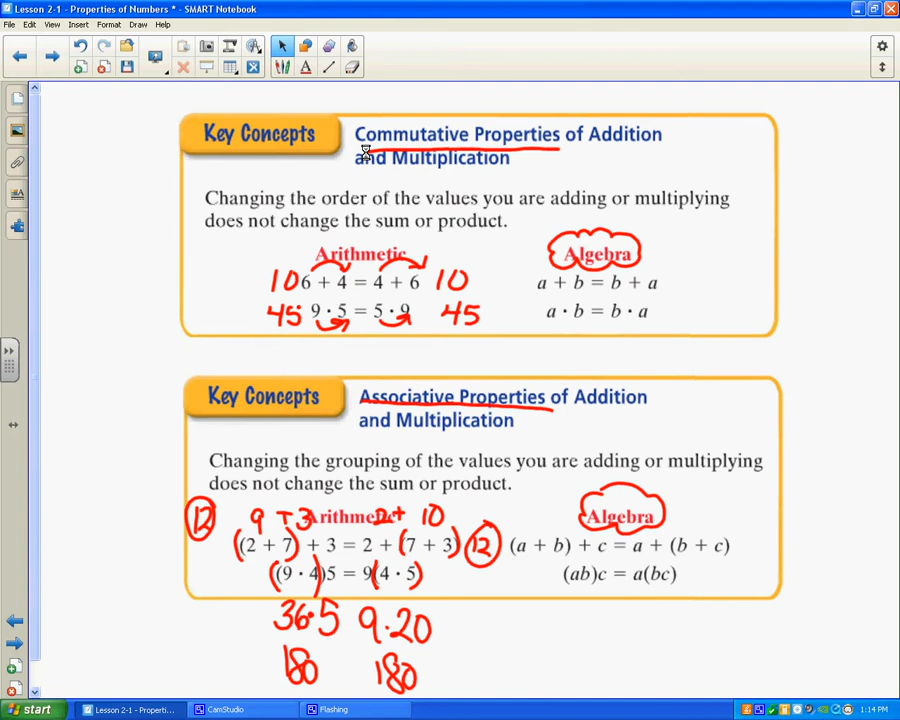 Lesson 2-1 - Properties of Numbers * - SMART Notebook
File Edit View Insert Format Draw Help
Key Concepts Commutative Properties of Addition
and Multiplication
Changing the order of the values you are adding or multiplying
does not change the sum or product.
Arithmetic Algebra
10 6 + 4 = 4 + 6 10 a + b = b + a
45 9 · 5 = 5 · 9 45 a · b = b · a
Key Concepts Associative Properties of Addition
and Multiplication
Changing the grouping of the values you are adding or multiplying
does not change the sum or product.
12 9 + 3 Arithmetic 2 + 10 Algebra
(2 + 7) + 3 = 2 + (7 + 3) 12 (a + b) + c = a + (b + c)
(9 · 4)5 = 9(4 · 5) (ab)c = a(bc)
36·5 9·20
180 180
start Lesson 2-1 - Properti... CamStudio Flashing 1:14 PM